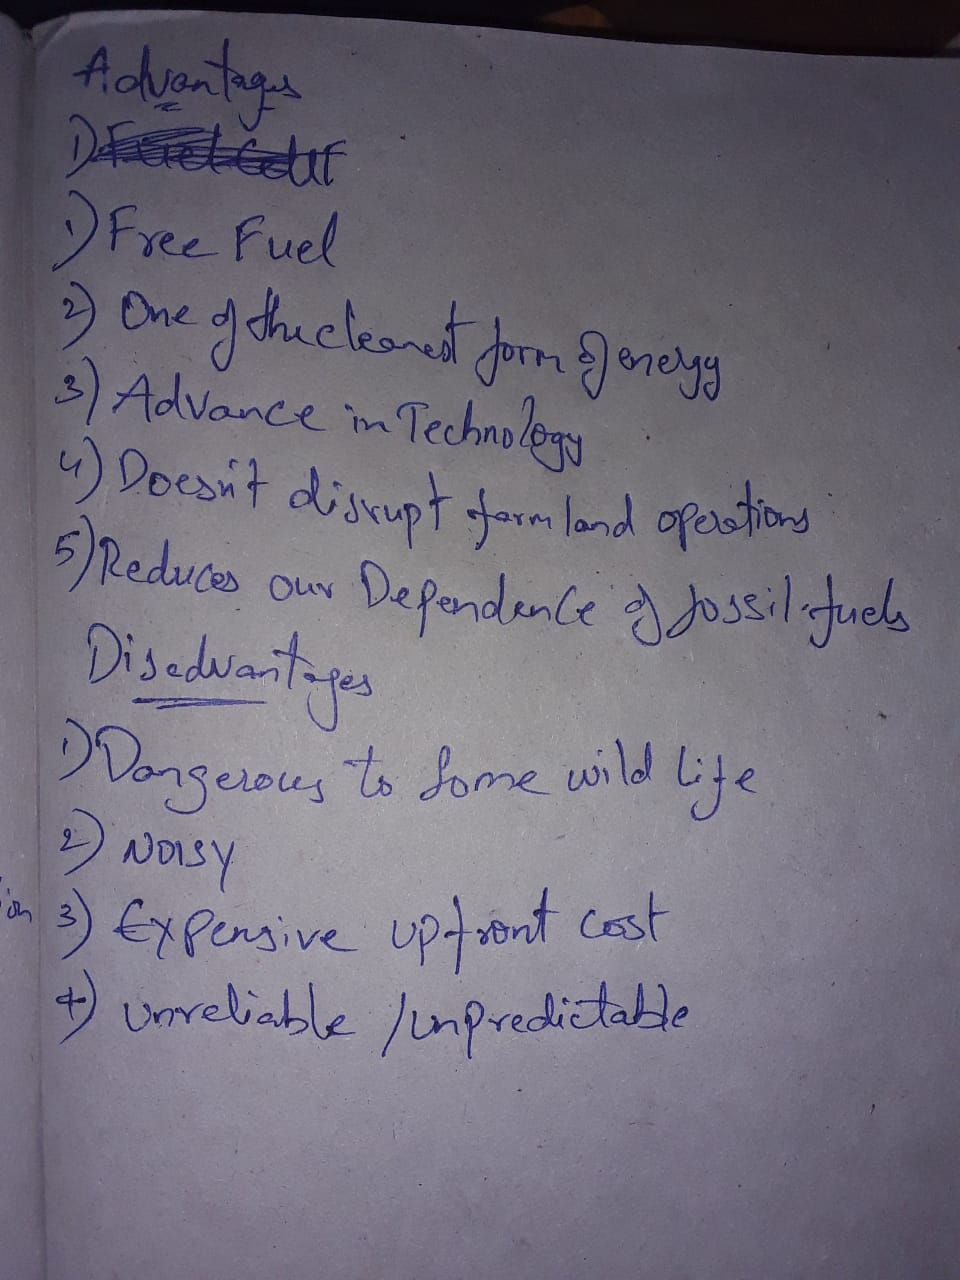 Advantages
1)
1) Free Fuel
2) One of the cleanest form of energy
3) Advance in Technology
4) Doesn't disrupt farm land operations
5) Reduces our Dependence of fossil fuels
Disadvantages
1) Dangerous to some wild life
2) NOISY
3) Expensive upfront cost
4) unreliable / unpredictable